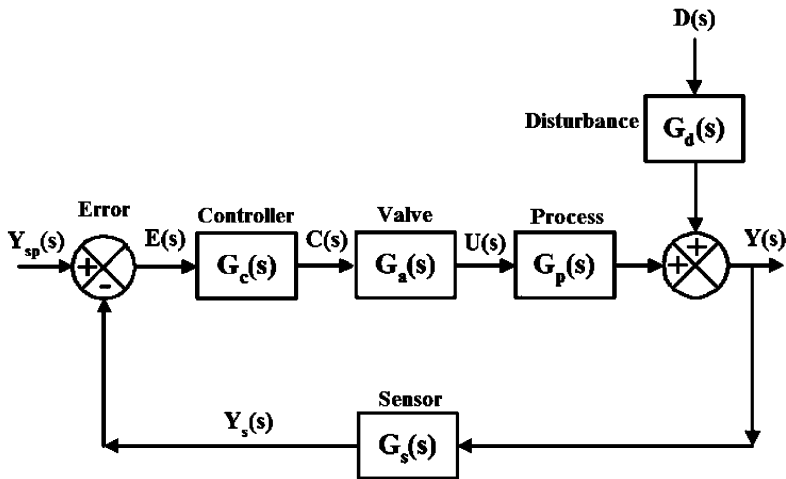 D(s)
Disturbance
G_d(s)
Error
Controller
Valve
Process
Y_sp(s)
E(s)
C(s)
U(s)
Y(s)
+
-
G_c(s)
G_a(s)
G_p(s)
+
+
Sensor
Y_s(s)
G_s(s)